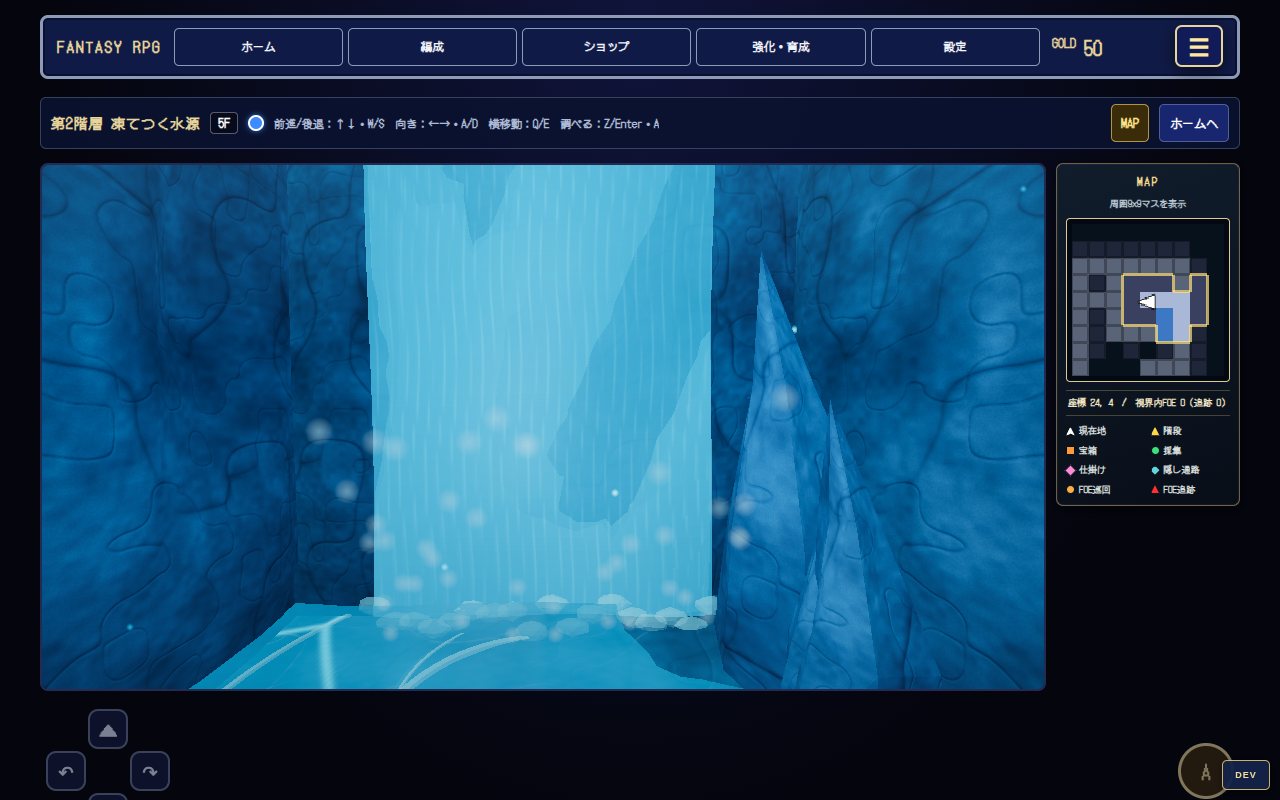 FANTASY RPG
ホーム
編成
ショップ
強化・育成
設定
GOLD 50
第2階層 凍てつく水源
5F
前進/後退：↑↓・W/S 向き：←→・A/D 横移動：Q/E 調べる：Z/Enter・A
MAP
ホームへ
MAP
周囲9x9マスを表示
座標 24, 4 / 視界内FOE 0 (追跡 0)
現在地
階段
宝箱
採集
仕掛け
隠し通路
FOE巡回
FOE追跡
A
DEV